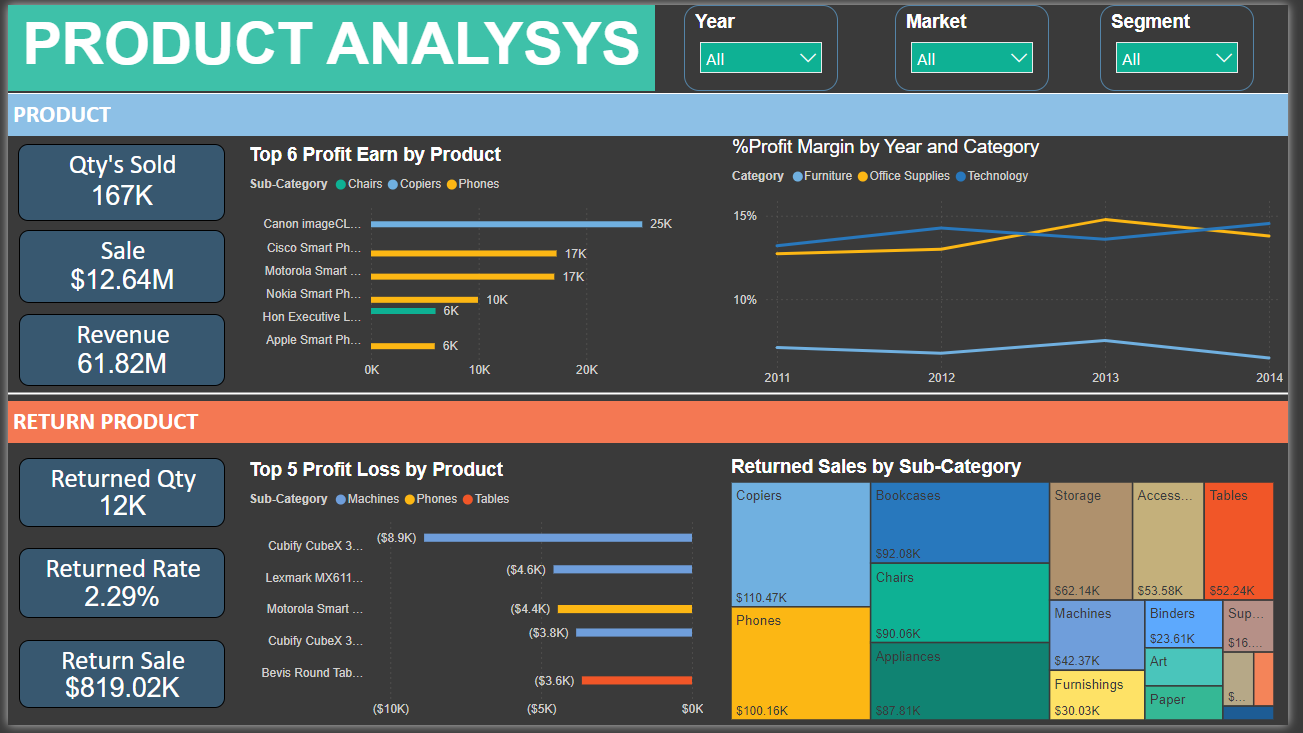 PRODUCT ANALYSYS
Year
All
Market
All
Segment
All
PRODUCT
Qty's Sold
167K
Sale
$12.64M
Revenue
61.82M
Top 6 Profit Earn by Product
Sub-Category Chairs Copiers Phones
Canon imageCL... 25K
Cisco Smart Ph... 17K
Motorola Smart ... 17K
Nokia Smart Ph... 10K
Hon Executive L... 6K
Apple Smart Ph... 6K
0K 10K 20K
%Profit Margin by Year and Category
Category Furniture Office Supplies Technology
15%
10%
2011 2012 2013 2014
RETURN PRODUCT
Returned Qty
12K
Returned Rate
2.29%
Return Sale
$819.02K
Top 5 Profit Loss by Product
Sub-Category Machines Phones Tables
Cubify CubeX 3... ($8.9K)
Lexmark MX611... ($4.6K)
Motorola Smart ... ($4.4K)
Cubify CubeX 3... ($3.8K)
Bevis Round Tab... ($3.6K)
($10K) ($5K) $0K
Returned Sales by Sub-Category
Copiers
$110.47K
Phones
$100.16K
Bookcases
$92.08K
Chairs
$90.06K
Appliances
$87.81K
Storage
$62.14K
Access...
$53.58K
Tables
$52.24K
Machines
$42.37K
Furnishings
$30.03K
Binders
$23.61K
Art
Paper
Sup...
$16....
$...